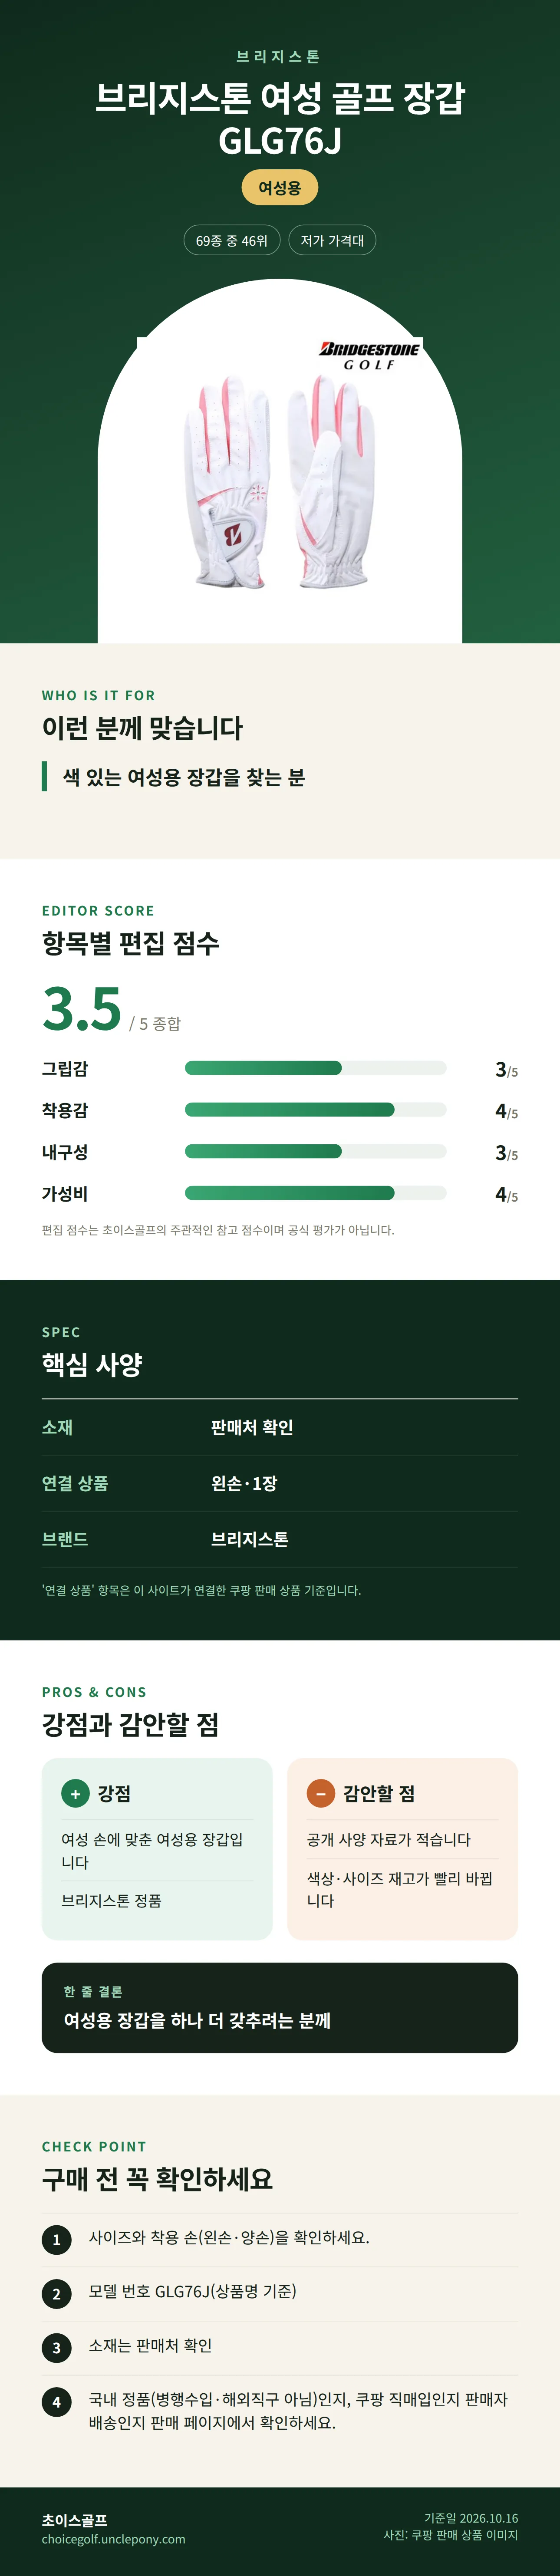 브리지스톤
브리지스톤 여성 골프 장갑
GLG76J
여성용
69종 중 46위
저가 가격대
BRIDGESTONE
GOLF
B
WHO IS IT FOR
이런 분께 맞습니다
색 있는 여성용 장갑을 찾는 분
EDITOR SCORE
항목별 편집 점수
3.5 / 5 종합
그립감 3/5
착용감 4/5
내구성 3/5
가성비 4/5
편집 점수는 초이스골프의 주관적인 참고 점수이며 공식 평가가 아닙니다.
SPEC
핵심 사양
소재 판매처 확인
연결 상품 왼손·1장
브랜드 브리지스톤
'연결 상품' 항목은 이 사이트가 연결한 쿠팡 판매 상품 기준입니다.
PROS & CONS
강점과 감안할 점
+ 강점
여성 손에 맞춘 여성용 장갑입
니다
브리지스톤 정품
− 감안할 점
공개 사양 자료가 적습니다
색상·사이즈 재고가 빨리 바뀝
니다
한 줄 결론
여성용 장갑을 하나 더 갖추려는 분께
CHECK POINT
구매 전 꼭 확인하세요
1 사이즈와 착용 손(왼손·양손)을 확인하세요.
2 모델 번호 GLG76J(상품명 기준)
3 소재는 판매처 확인
4 국내 정품(병행수입·해외직구 아님)인지, 쿠팡 직매입인지 판매자
배송인지 판매 페이지에서 확인하세요.
초이스골프
choicegolf.unclepony.com
기준일 2026.10.16
사진: 쿠팡 판매 상품 이미지